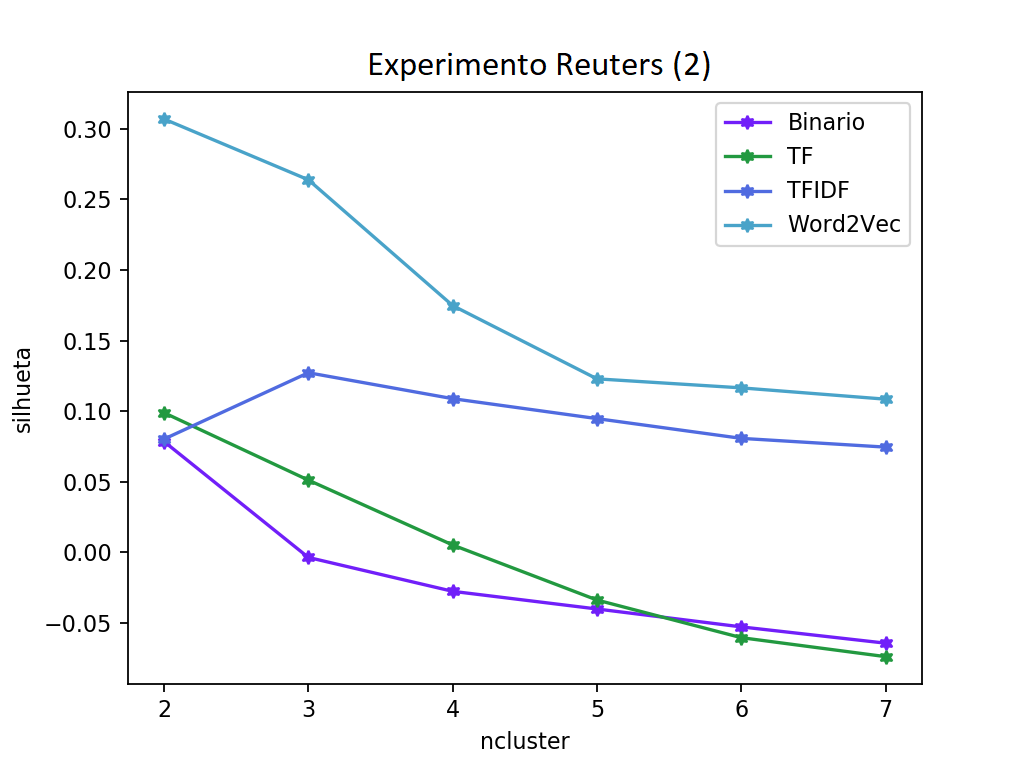 Experimento Reuters (2)
Binario
TF
TFIDF
Word2Vec
silhueta
0.30
0.25
0.20
0.15
0.10
0.05
0.00
−0.05
2 3 4 5 6 7
ncluster